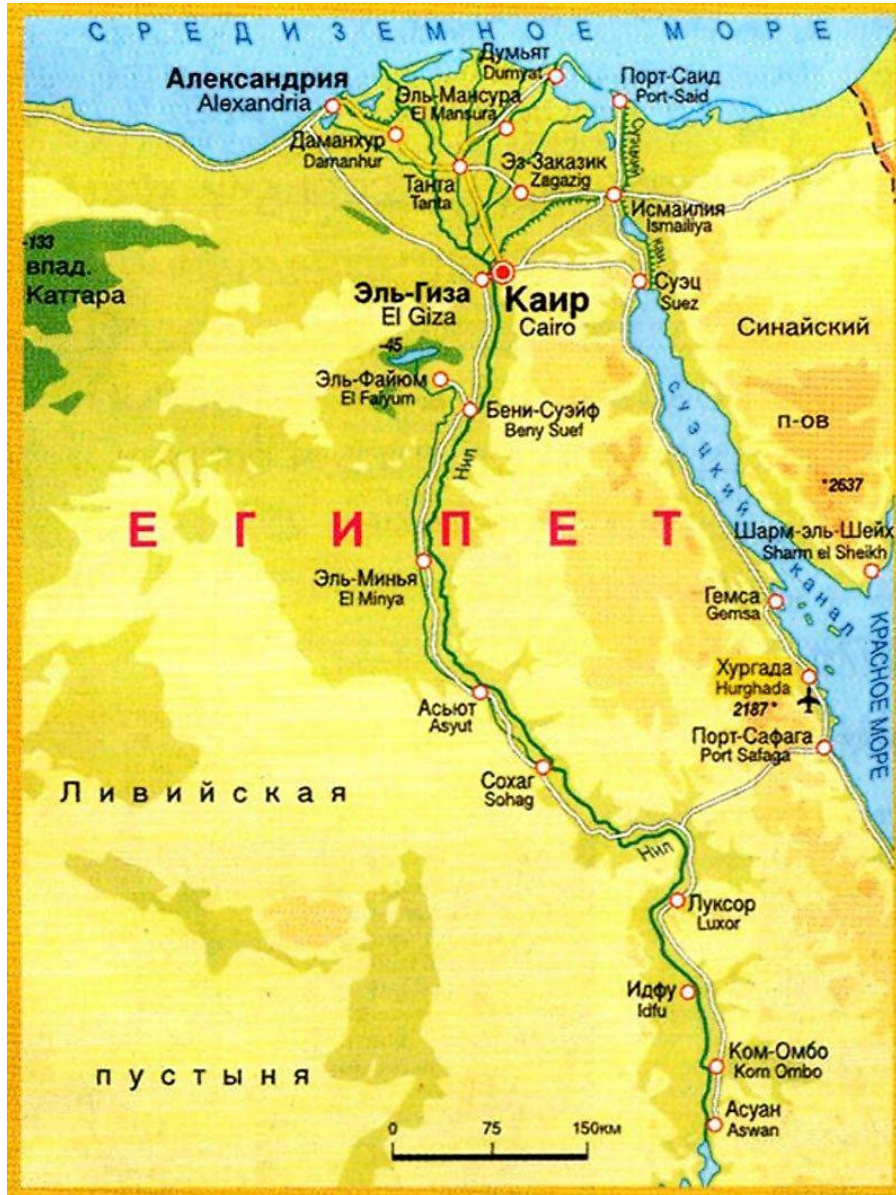 СРЕДИЗЕМНОЕ МОРЕ
Думьят
Dumyat
Александрия
Alexandria
Порт-Саид
Port-Said
Эль-Мансура
El Mansura
Даманхур
Damanhur
Суэцкий
Эз-Заказик
Zagazig
Танта
Tanta
Исмаилия
Ismailiya
кан.
-133
впад.
Каттара
Эль-Гиза
El Giza
Каир
Cairo
Суэц
Suez
Синайский
п-ов
-45
Эль-Файюм
El Faiyum
Бени-Суэйф
Beny Suef
Нил
суэцкий канал
2637
ЕГИПЕТ
Шарм-эль-Шейх
Sharm el Sheikh
Эль-Минья
El Minya
Гемса
Gemsa
КРАСНОЕ МОРЕ
Хургада
Hurghada
2187
Асьют
Asyut
Порт-Сафага
Port Safaga
Сохаг
Sohag
Ливийская
Нил
Луксор
Luxor
Идфу
Idfu
пустыня
Ком-Омбо
Kom Ombo
Асуан
Aswan
0 75 150км